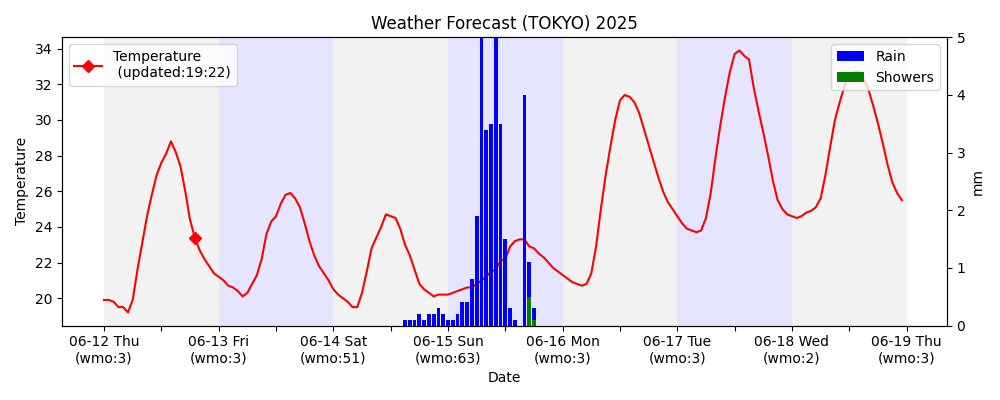 Weather Forecast (TOKYO) 2025
Temperature
(updated:19:22)
Rain
Showers
34
32
30
28
26
24
22
20
Temperature
5
4
3
2
1
0
mm
06-12 Thu
(wmo:3)
06-13 Fri
(wmo:3)
06-14 Sat
(wmo:51)
06-15 Sun
(wmo:63)
06-16 Mon
(wmo:3)
06-17 Tue
(wmo:3)
06-18 Wed
(wmo:2)
06-19 Thu
(wmo:3)
Date